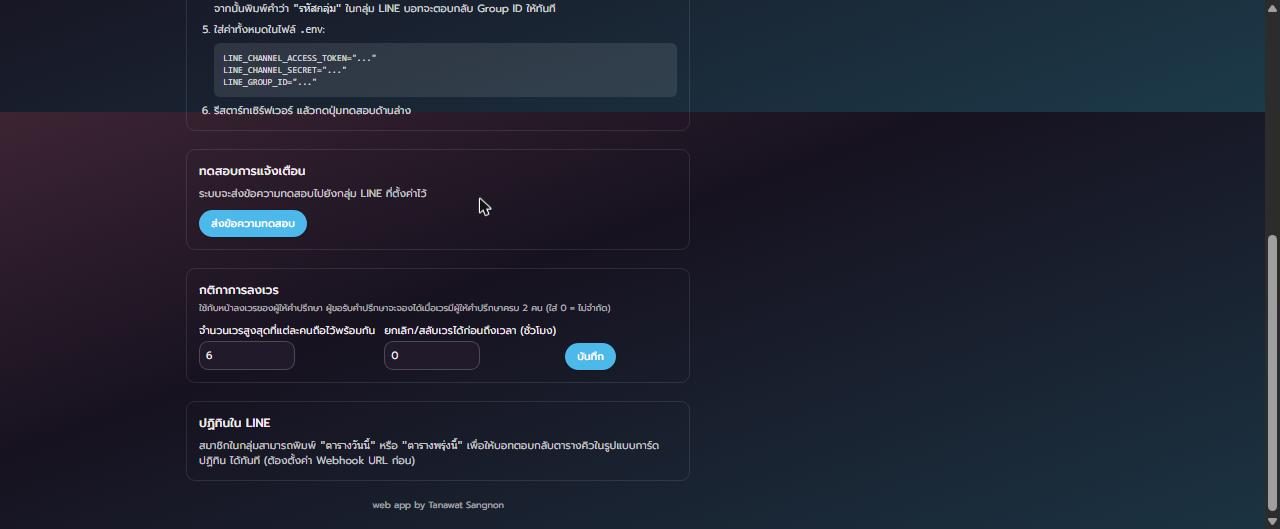 จากนั้นพิมพ์คำว่า "รหัสกลุ่ม" ในกลุ่ม LINE บอทจะตอบกลับ Group ID ให้ทันที
5. ใส่ค่าทั้งหมดในไฟล์ .env:
LINE_CHANNEL_ACCESS_TOKEN="..."
LINE_CHANNEL_SECRET="..."
LINE_GROUP_ID="..."
6. รีสตาร์ทเซิร์ฟเวอร์ แล้วกดปุ่มทดสอบด้านล่าง
ทดสอบการแจ้งเตือน
ระบบจะส่งข้อความทดสอบไปยังกลุ่ม LINE ที่ตั้งค่าไว้
ส่งข้อความทดสอบ
กติกาการลงเวร
ใช้กับหน้าลงเวรของผู้ให้คำปรึกษา ผู้ขอรับคำปรึกษาจะจองได้เมื่อเวรมีผู้ให้คำปรึกษาครบ 2 คน (ใส่ 0 = ไม่จำกัด)
จำนวนเวรสูงสุดที่แต่ละคนถือไว้พร้อมกัน ยกเลิก/สลับเวรได้ก่อนถึงเวลา (ชั่วโมง)
6 0 บันทึก
ปฏิทินใน LINE
สมาชิกในกลุ่มสามารถพิมพ์ "ตารางวันนี้" หรือ "ตารางพรุ่งนี้" เพื่อให้บอทตอบกลับตารางคิวในรูปแบบการ์ด
ปฏิทิน ได้ทันที (ต้องตั้งค่า Webhook URL ก่อน)
web app by Tanawat Sangnon